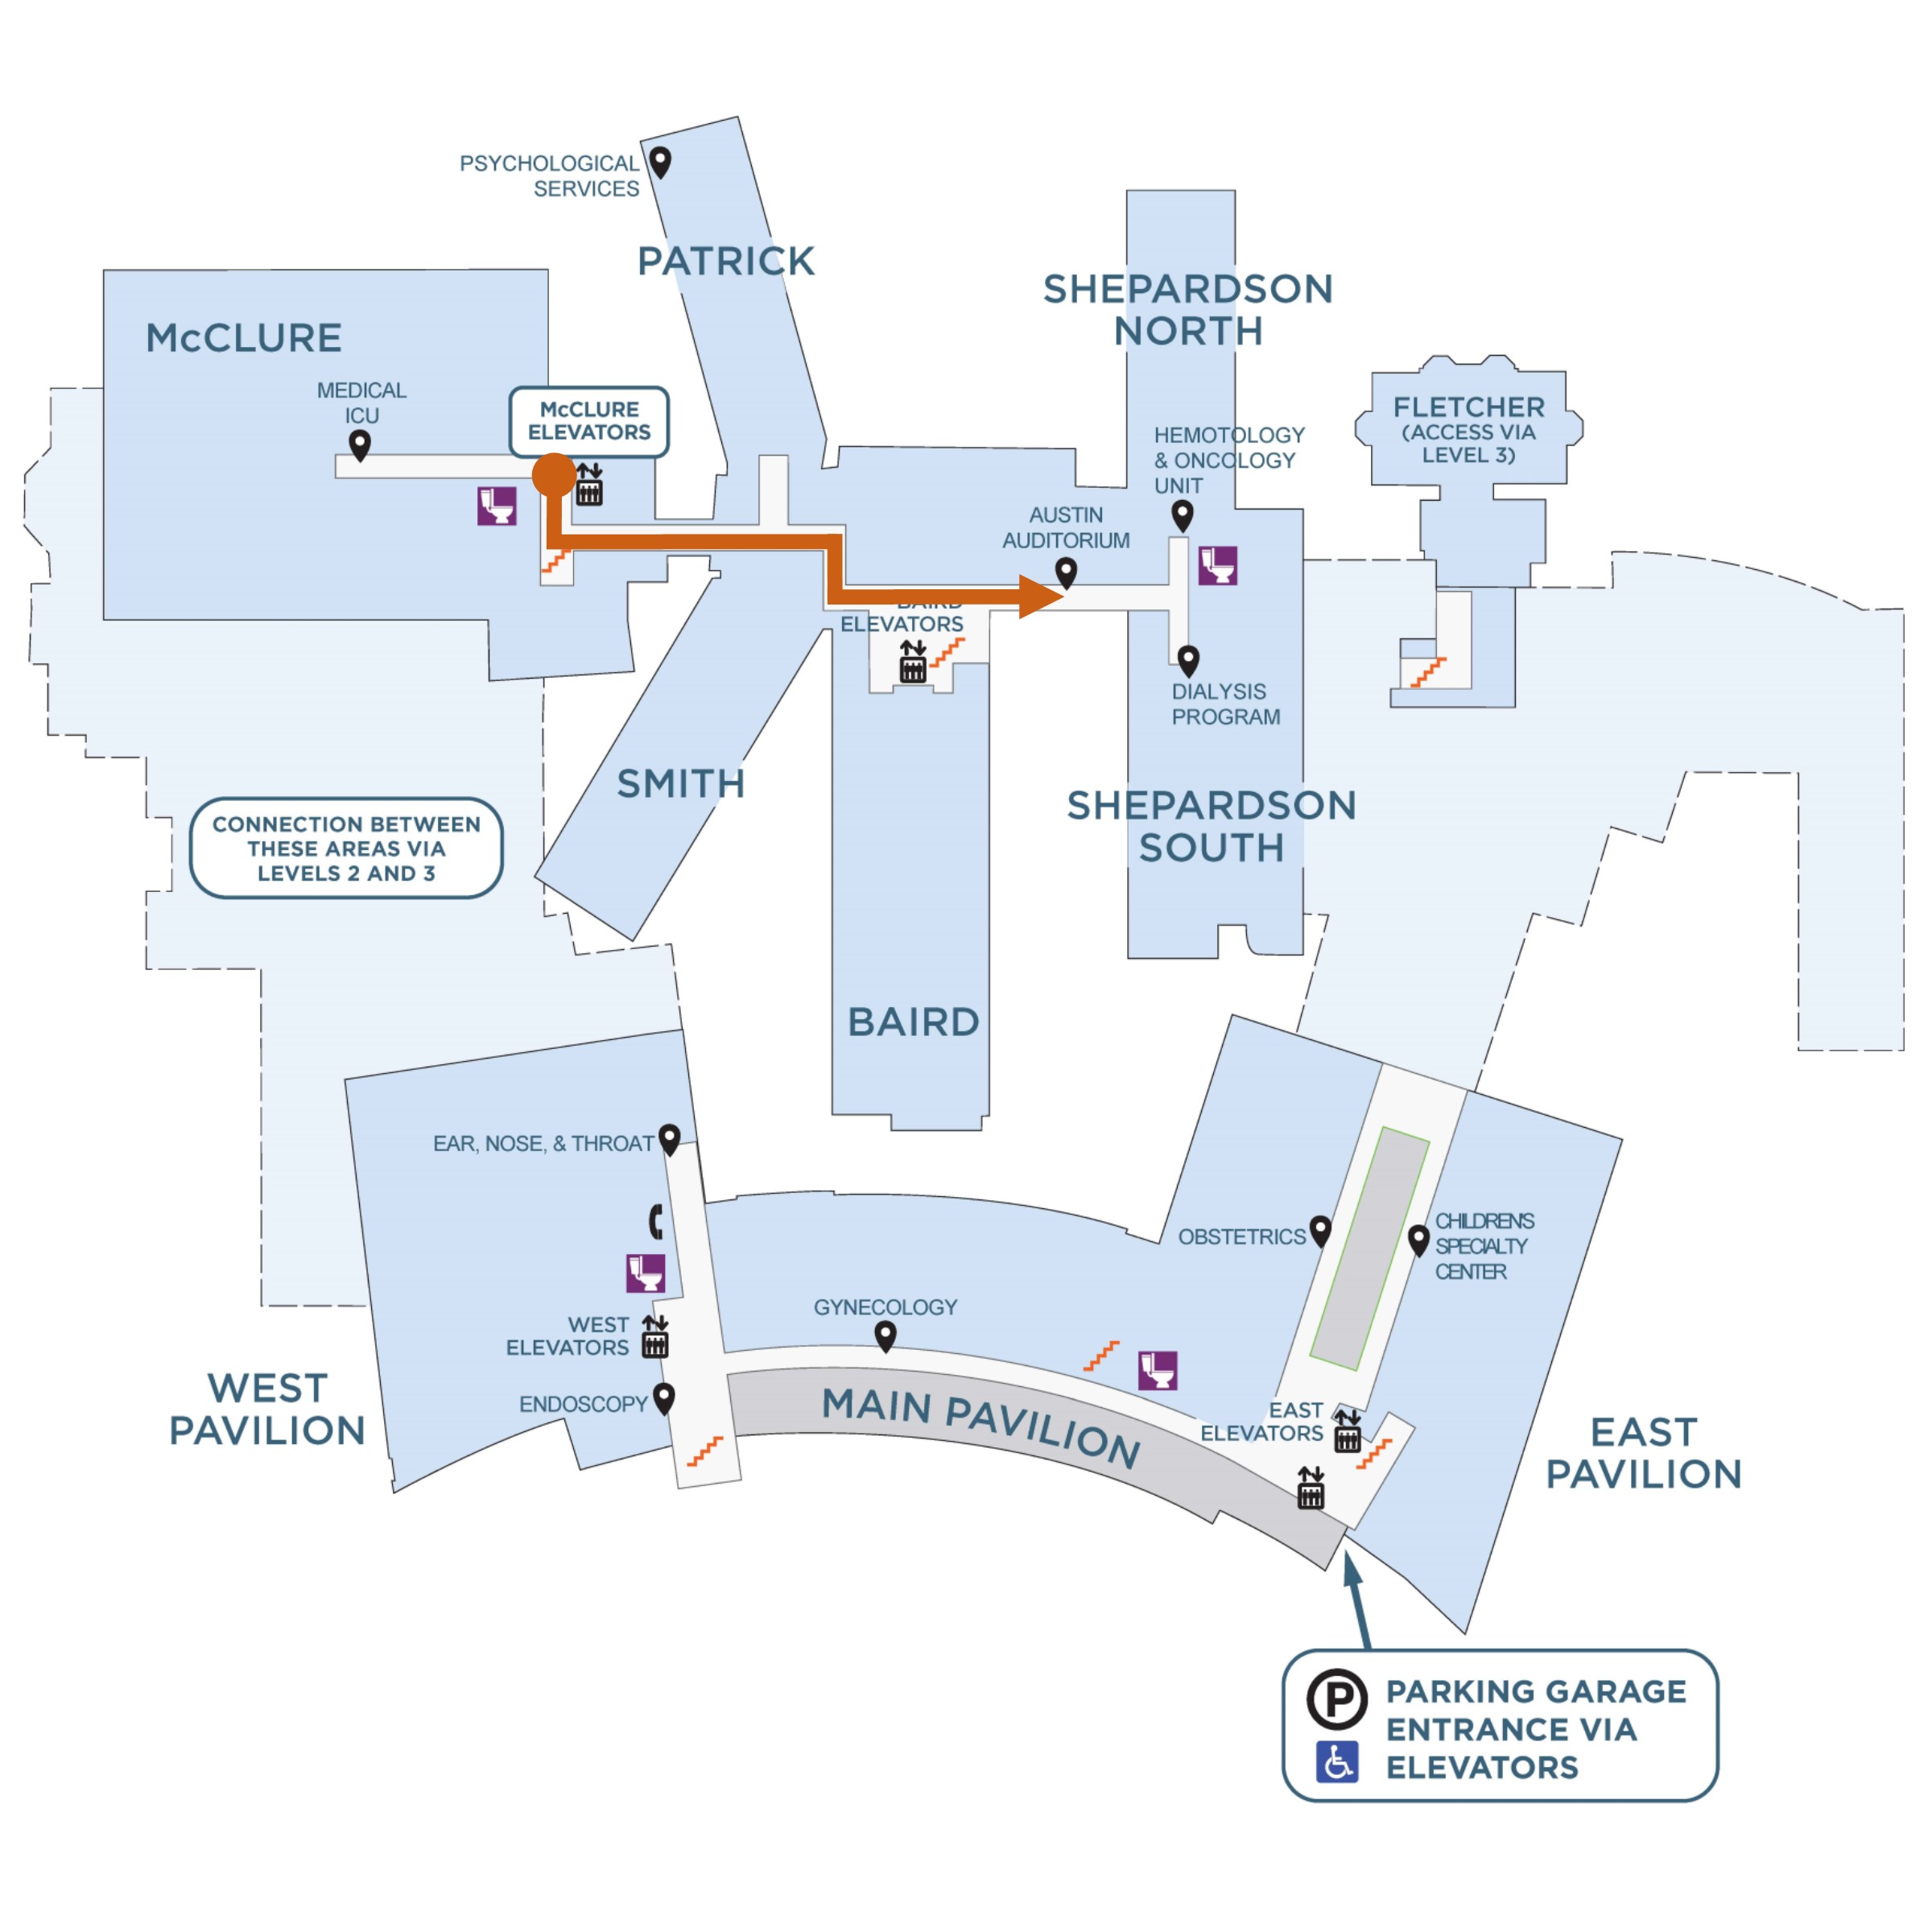 PSYCHOLOGICAL
SERVICES
PATRICK
SHEPARDSON
NORTH
McCLURE
MEDICAL
ICU
McCLURE
ELEVATORS
FLETCHER
(ACCESS VIA
LEVEL 3)
HEMOTOLOGY
& ONCOLOGY
UNIT
AUSTIN
AUDITORIUM
BAIRD
ELEVATORS
DIALYSIS
PROGRAM
SMITH
SHEPARDSON
SOUTH
CONNECTION BETWEEN
THESE AREAS VIA
LEVELS 2 AND 3
BAIRD
EAR, NOSE, & THROAT
OBSTETRICS
CHILDREN'S
SPECIALTY
CENTER
GYNECOLOGY
WEST
ELEVATORS
ENDOSCOPY
WEST
PAVILION
MAIN PAVILION
EAST
ELEVATORS
EAST
PAVILION
P
PARKING GARAGE
ENTRANCE VIA
ELEVATORS